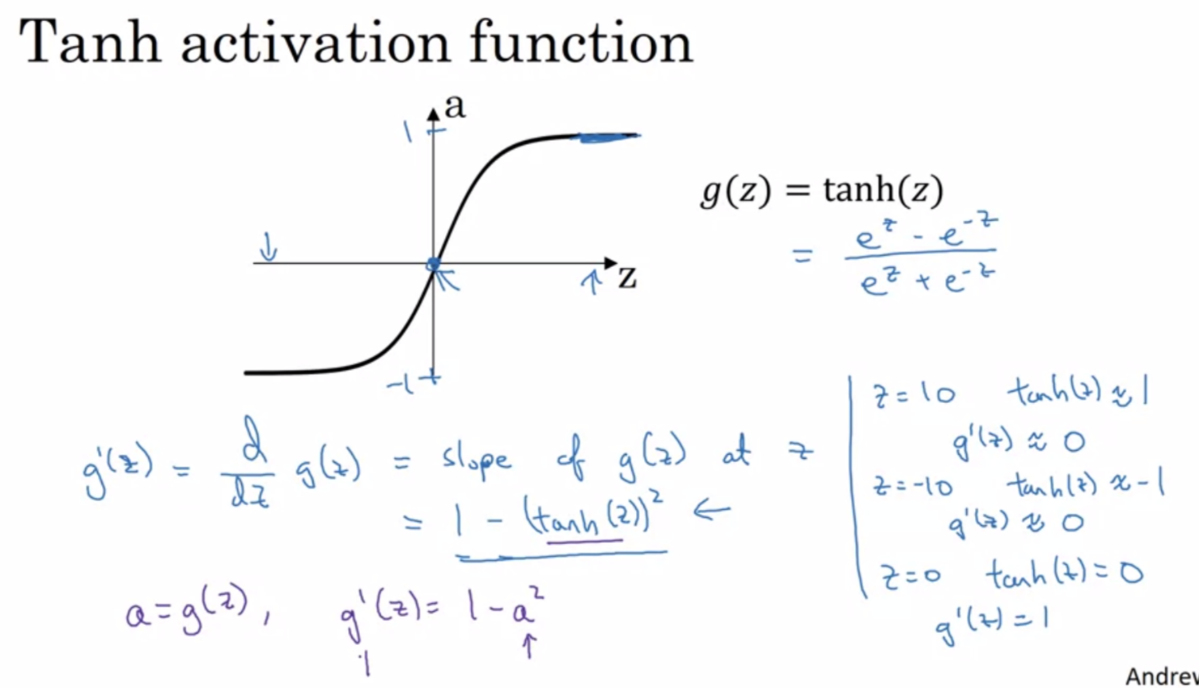 Tanh activation function
a
1
z
-1
g(z) = tanh(z)
= (e^z - e^-z) / (e^z + e^-z)
g'(z) = d/dz g(z) = slope of g(z) at z
= 1 - (tanh(z))² ←
a = g(z), g'(z) = 1 - a²
z = 10 tanh(z) ≈ 1
g'(z) ≈ 0
z = -10 tanh(z) ≈ -1
g'(z) ≈ 0
z = 0 tanh(z) = 0
g'(z) = 1
Andrew